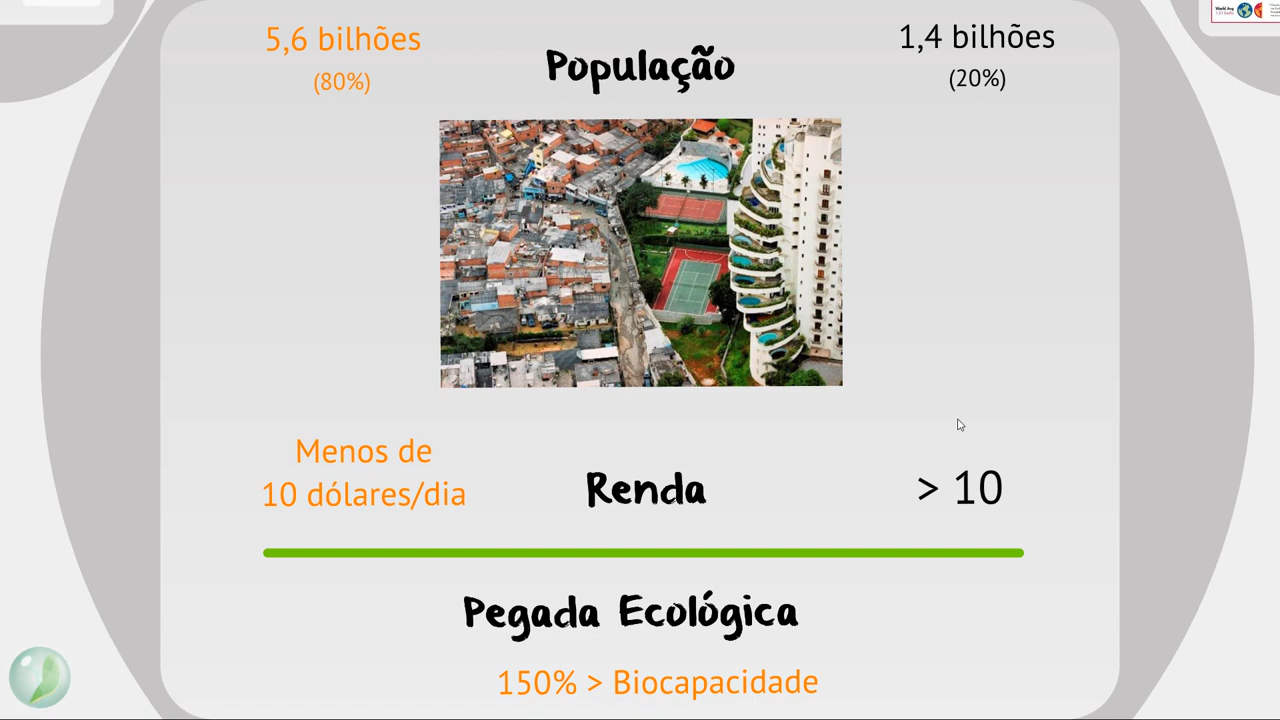 5,6 bilhões
(80%)
População
1,4 bilhões
(20%)
Menos de
10 dólares/dia
Renda
> 10
Pegada Ecológica
150% > Biocapacidade